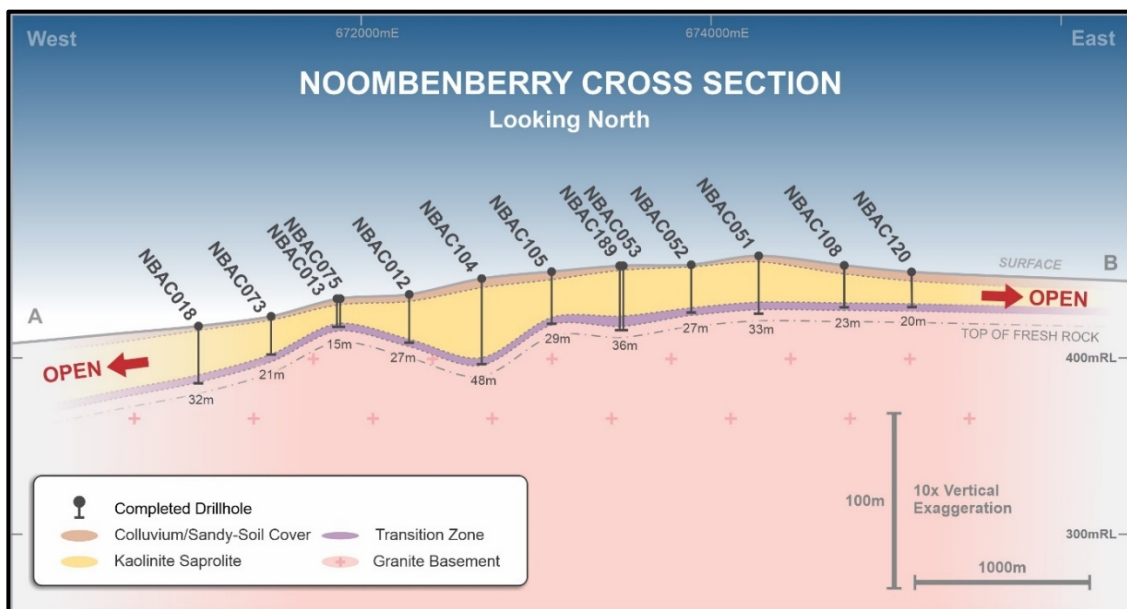 West
672000mE
674000mE
East
NOOMBENBERRY CROSS SECTION
Looking North
NBAC018
NBAC073
NBAC013
NBAC075
NBAC012
NBAC104
NBAC105
NBAC189
NBAC053
NBAC052
NBAC051
NBAC108
NBAC120
SURFACE
B
A
OPEN
OPEN
TOP OF FRESH ROCK
32m
21m
15m
27m
48m
29m
36m
27m
33m
23m
20m
400mRL
100m
10x Vertical
Exaggeration
300mRL
1000m
Completed Drillhole
Colluvium/Sandy-Soil Cover
Transition Zone
Kaolinite Saprolite
Granite Basement